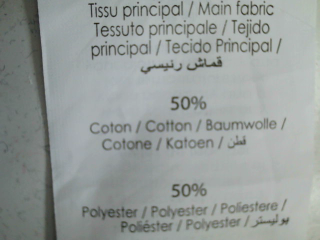 Tissu principal / Main fabric
Tessuto principale / Tejido
principal / Tecido Principal /
قماش رئيسي
50%
Coton / Cotton / Baumwolle /
Cotone / Katoen / قطن
50%
Polyester / Polyester / Poliestere /
Poliéster / Polyester / بوليستر